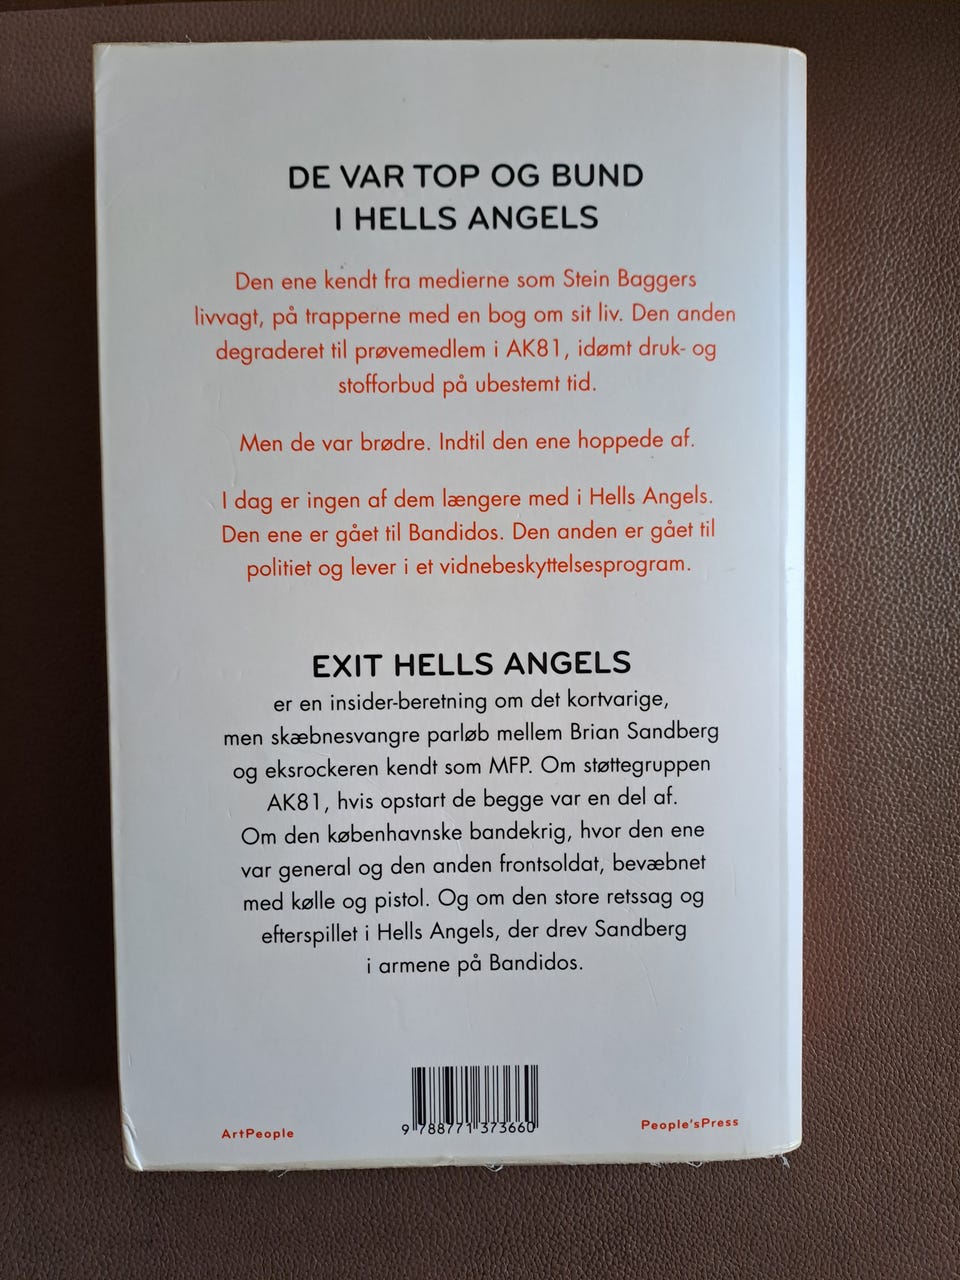 DE VAR TOP OG BUND
I HELLS ANGELS
Den ene kendt fra medierne som Stein Baggers
livvagt, på trapperne med en bog om sit liv. Den anden
degraderet til prøvemedlem i AK81, idømt druk- og
stofforbud på ubestemt tid.
Men de var brødre. Indtil den ene hoppede af.
I dag er ingen af dem længere med i Hells Angels.
Den ene er gået til Bandidos. Den anden er gået til
politiet og lever i et vidnebeskyttelsesprogram.
EXIT HELLS ANGELS
er en insider-beretning om det kortvarige,
men skæbnesvangre parløb mellem Brian Sandberg
og eksrockeren kendt som MFP. Om støttegruppen
AK81, hvis opstart de begge var en del af.
Om den københavnske bandekrig, hvor den ene
var general og den anden frontsoldat, bevæbnet
med kølle og pistol. Og om den store retssag og
efterspillet i Hells Angels, der drev Sandberg
i armene på Bandidos.
9 788771 373660
ArtPeople
People'sPress